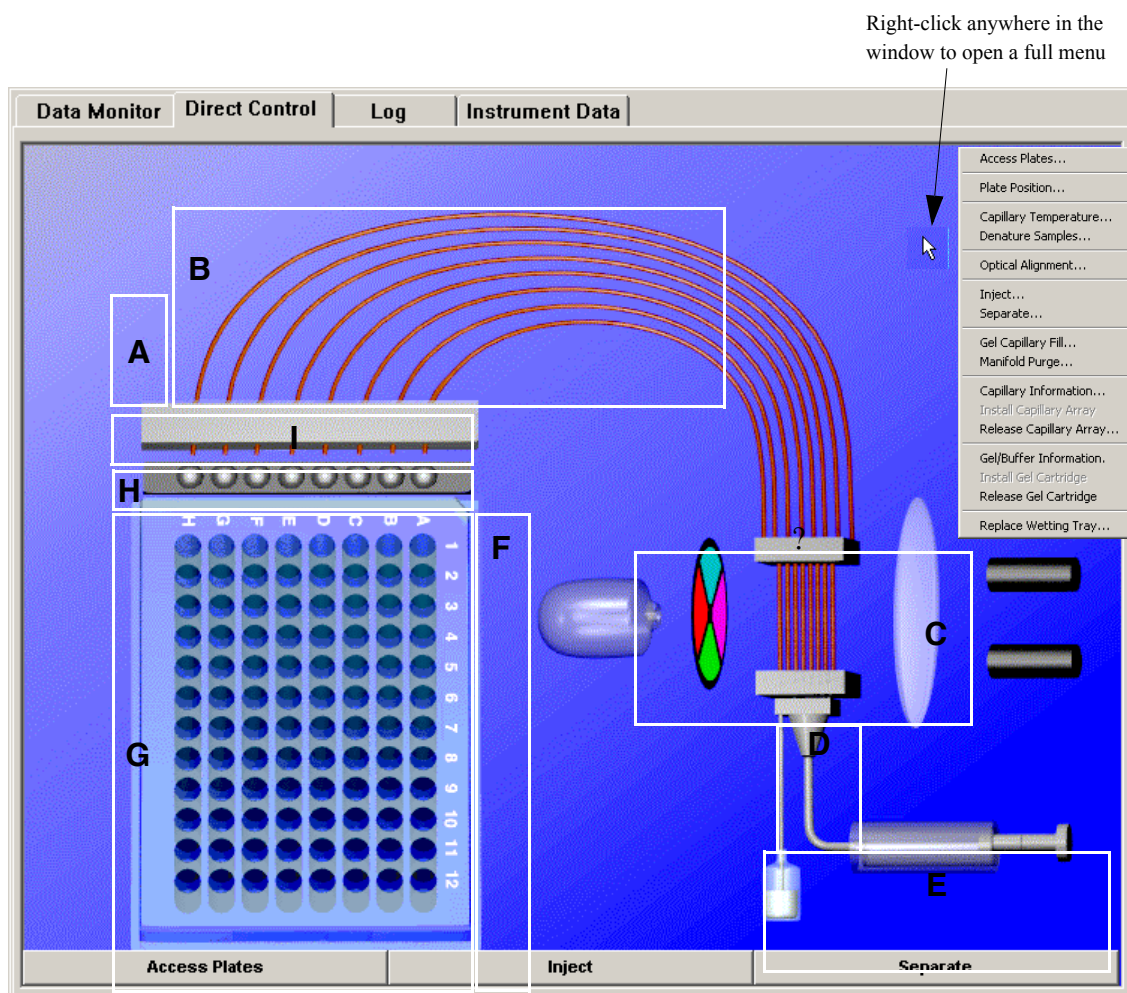 Right-click anywhere in the
window to open a full menu
Data Monitor
Direct Control
Log
Instrument Data
Access Plates...
Plate Position...
Capillary Temperature...
Denature Samples...
Optical Alignment...
Inject...
Separate...
Gel Capillary Fill...
Manifold Purge...
Capillary Information...
Install Capillary Array
Release Capillary Array...
Gel/Buffer Information.
Install Gel Cartridge
Release Gel Cartridge
Replace Wetting Tray...
B
A
I
H
H G F E D C B A
F
?
1
2
3
4
5
6
7
8
9
10
11
12
C
G
D
E
Access Plates
Inject
Separate